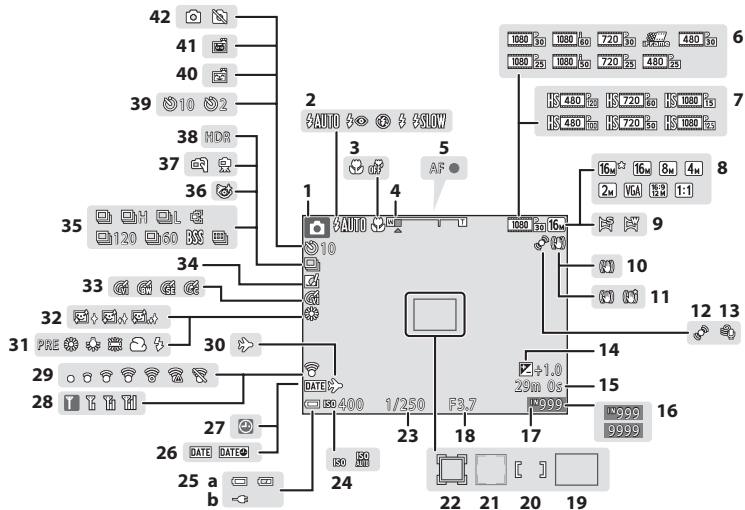 42
41
40
39 10 2
38 HDR
37
36
35 H L
120 60 BSS
34
33
32
31 PRE
30
29
28
27
26 DATE DATE
25 a
b
2
AUTO SLOW
3 OFF
4
5
AF
6
1080 30 1080 60 720 30 iFrame 480 30
1080 25 1080 50 720 25 480 25
7
HS 480 120 HS 720 60 HS 1080 15
HS 480 100 HS 720 50 HS 1080 12.5
8
16M 16M 8M 4M
2M VGA 16:9 12M 1:1
9
10
11
12 13
1
AUTO W T 1080 30 16M
10
14
+1.0
15
29m 0s
DATE
ISO 400 1/250 F3.7 IN 999
16
IN 999
9999
17
18
23
24
ISO ISO AUTO
22 21 20 19